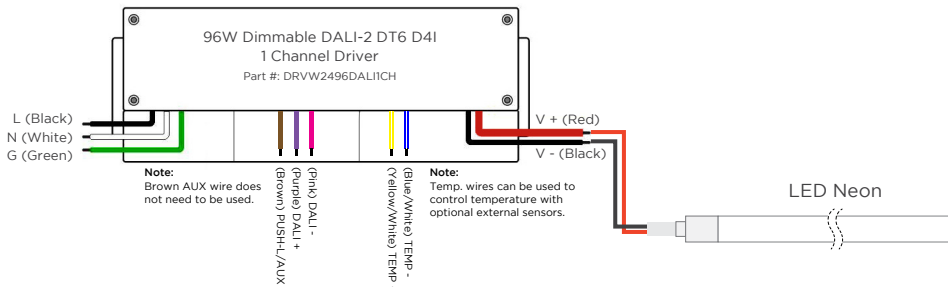 96W Dimmable DALI-2 DT6 D4I
1 Channel Driver
Part #: DRVW2496DALI1CH
L (Black)
N (White)
G (Green)
Note:
Brown AUX wire does
not need to be used.
(Brown) PUSH-L/AUX
(Purple) DALI +
(Pink) DALI -
(Yellow/White) TEMP
(Blue/White) TEMP -
Note:
Temp. wires can be used to
control temperature with
optional external sensors.
V + (Red)
V - (Black)
LED Neon